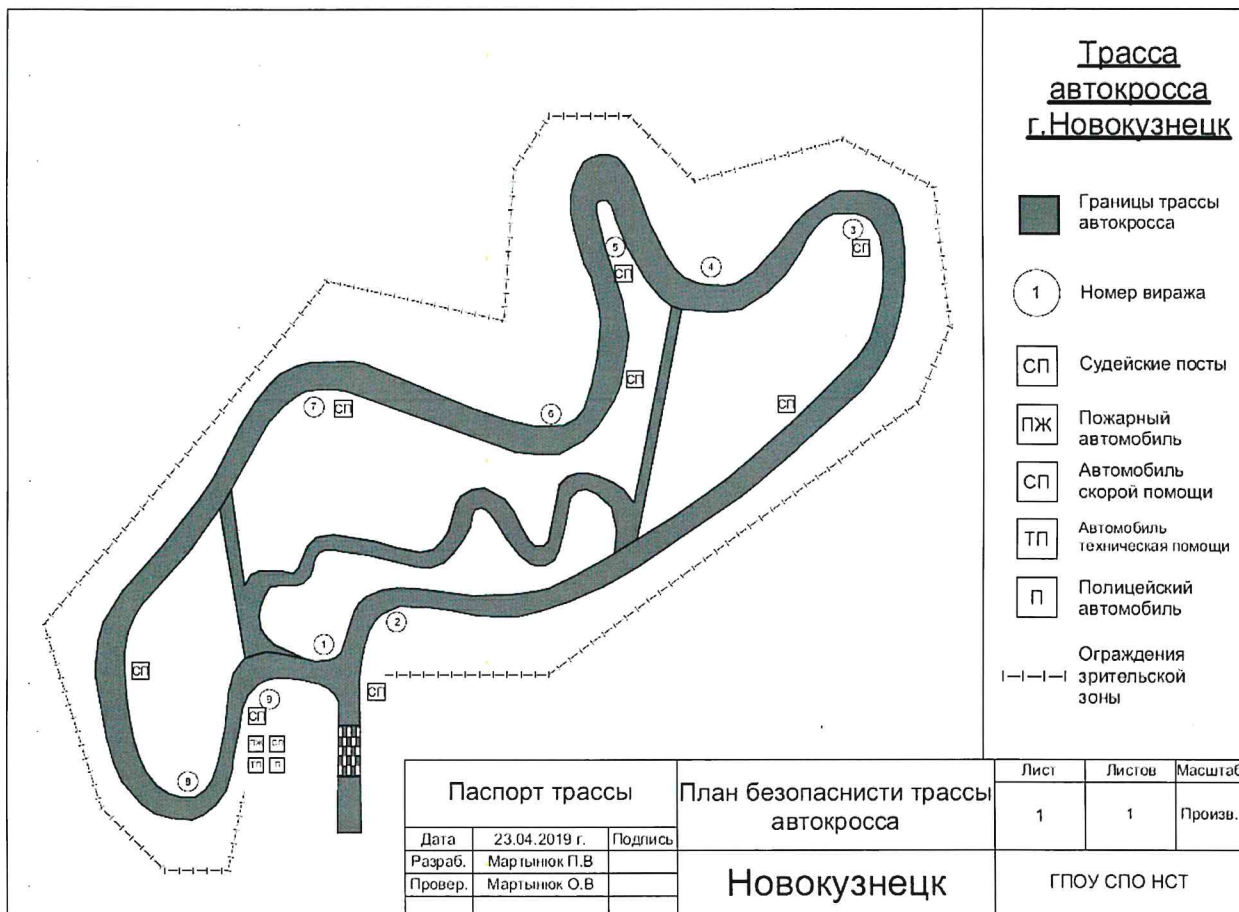 Трасса
автокросса
г.Новокузнецк
Границы трассы
автокросса
1
Номер виража
СП
Судейские посты
ПЖ
Пожарный
автомобиль
СП
Автомобиль
скорой помощи
ТП
Автомобиль
техническая помощи
П
Полицейский
автомобиль
Ограждения
зрительской
зоны
3
СП
5
4
СП
СП
СП
7
СП
6
2
1
СП
СП
9
СП
ПЖ
СП
ТП
П
8
Паспорт трассы
Дата
23.04.2019 г.
Подпись
Разраб.
Мартынюк П.В
Провер.
Мартынюк О.В
План безопаснисти трассы
автокросса
Новокузнецк
Лист
Листов
Масштаб
1
1
Произв.
ГПОУ СПО НСТ